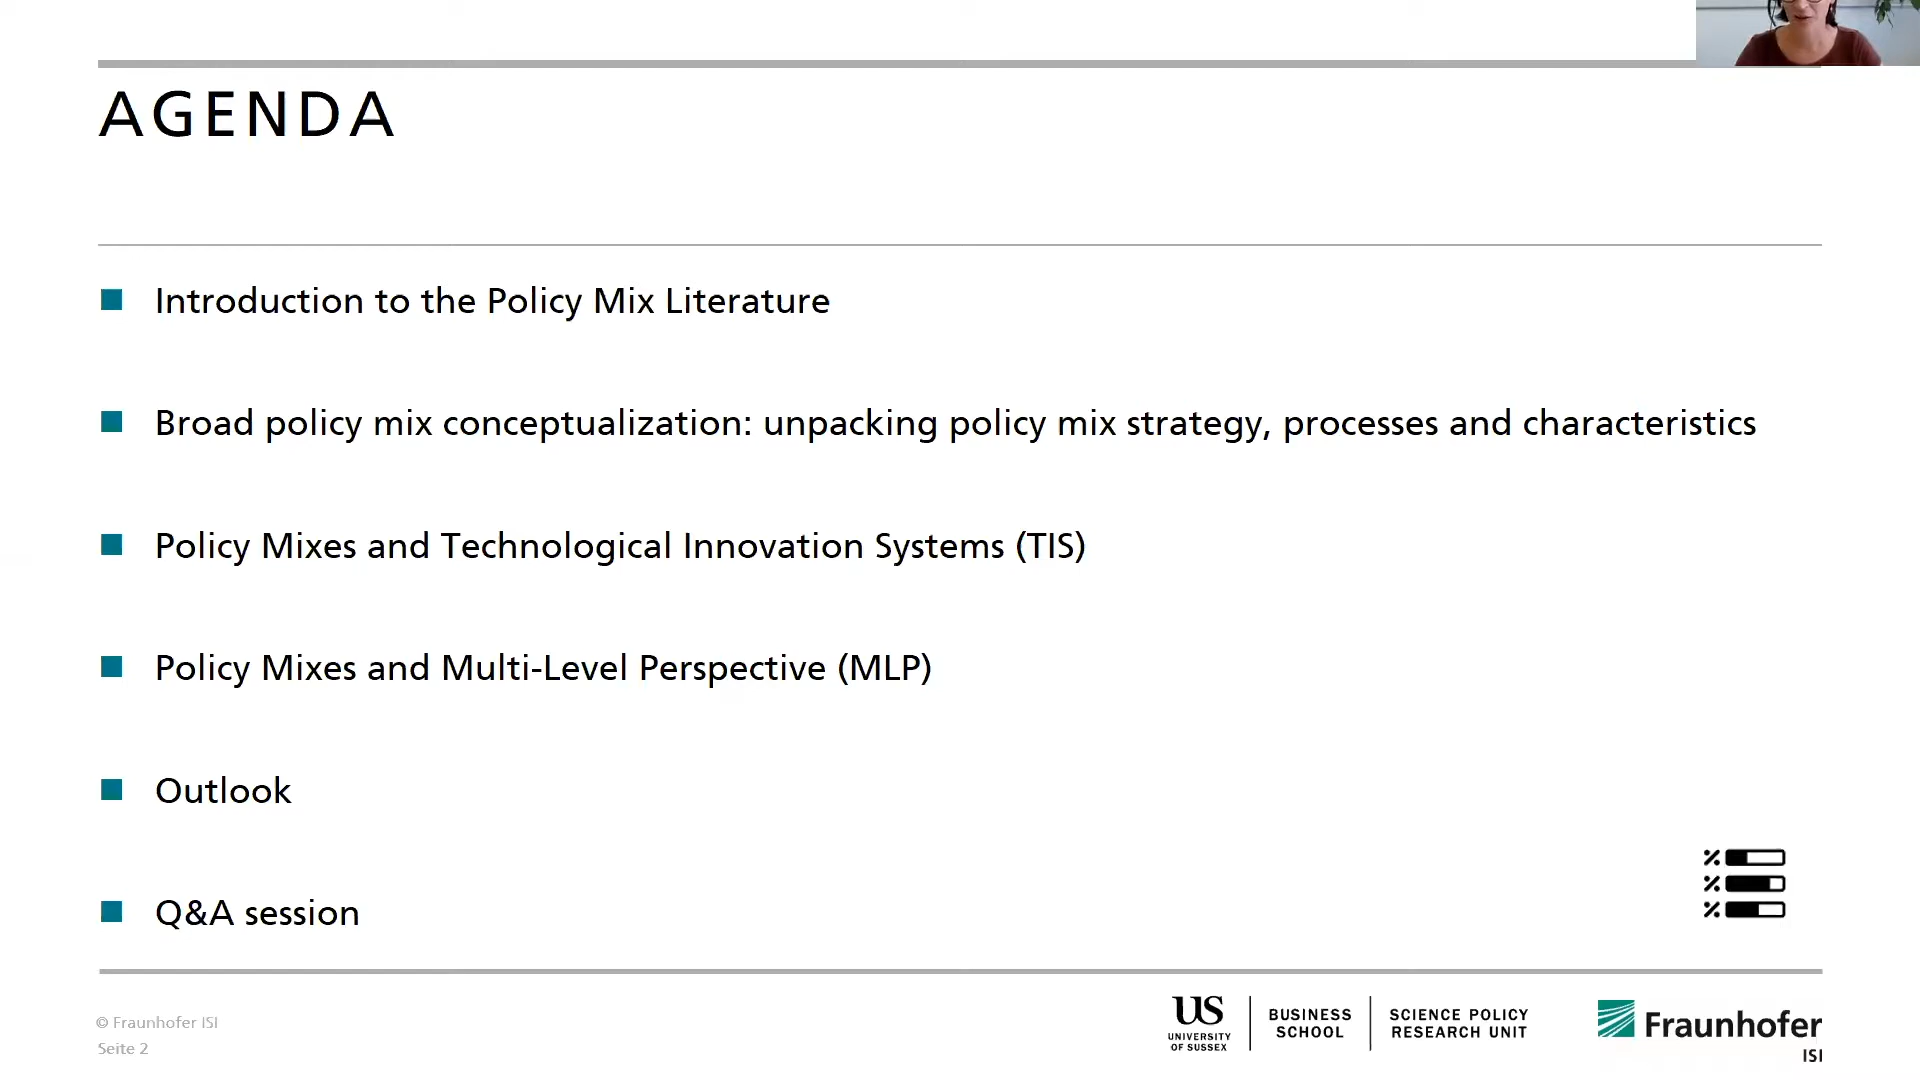 AGENDA
Introduction to the Policy Mix Literature
Broad policy mix conceptualization: unpacking policy mix strategy, processes and characteristics
Policy Mixes and Technological Innovation Systems (TIS)
Policy Mixes and Multi-Level Perspective (MLP)
Outlook
Q&A session
© Fraunhofer ISI
Seite 2
US
UNIVERSITY
OF SUSSEX
BUSINESS
SCHOOL
SCIENCE POLICY
RESEARCH UNIT
Fraunhofer
ISI